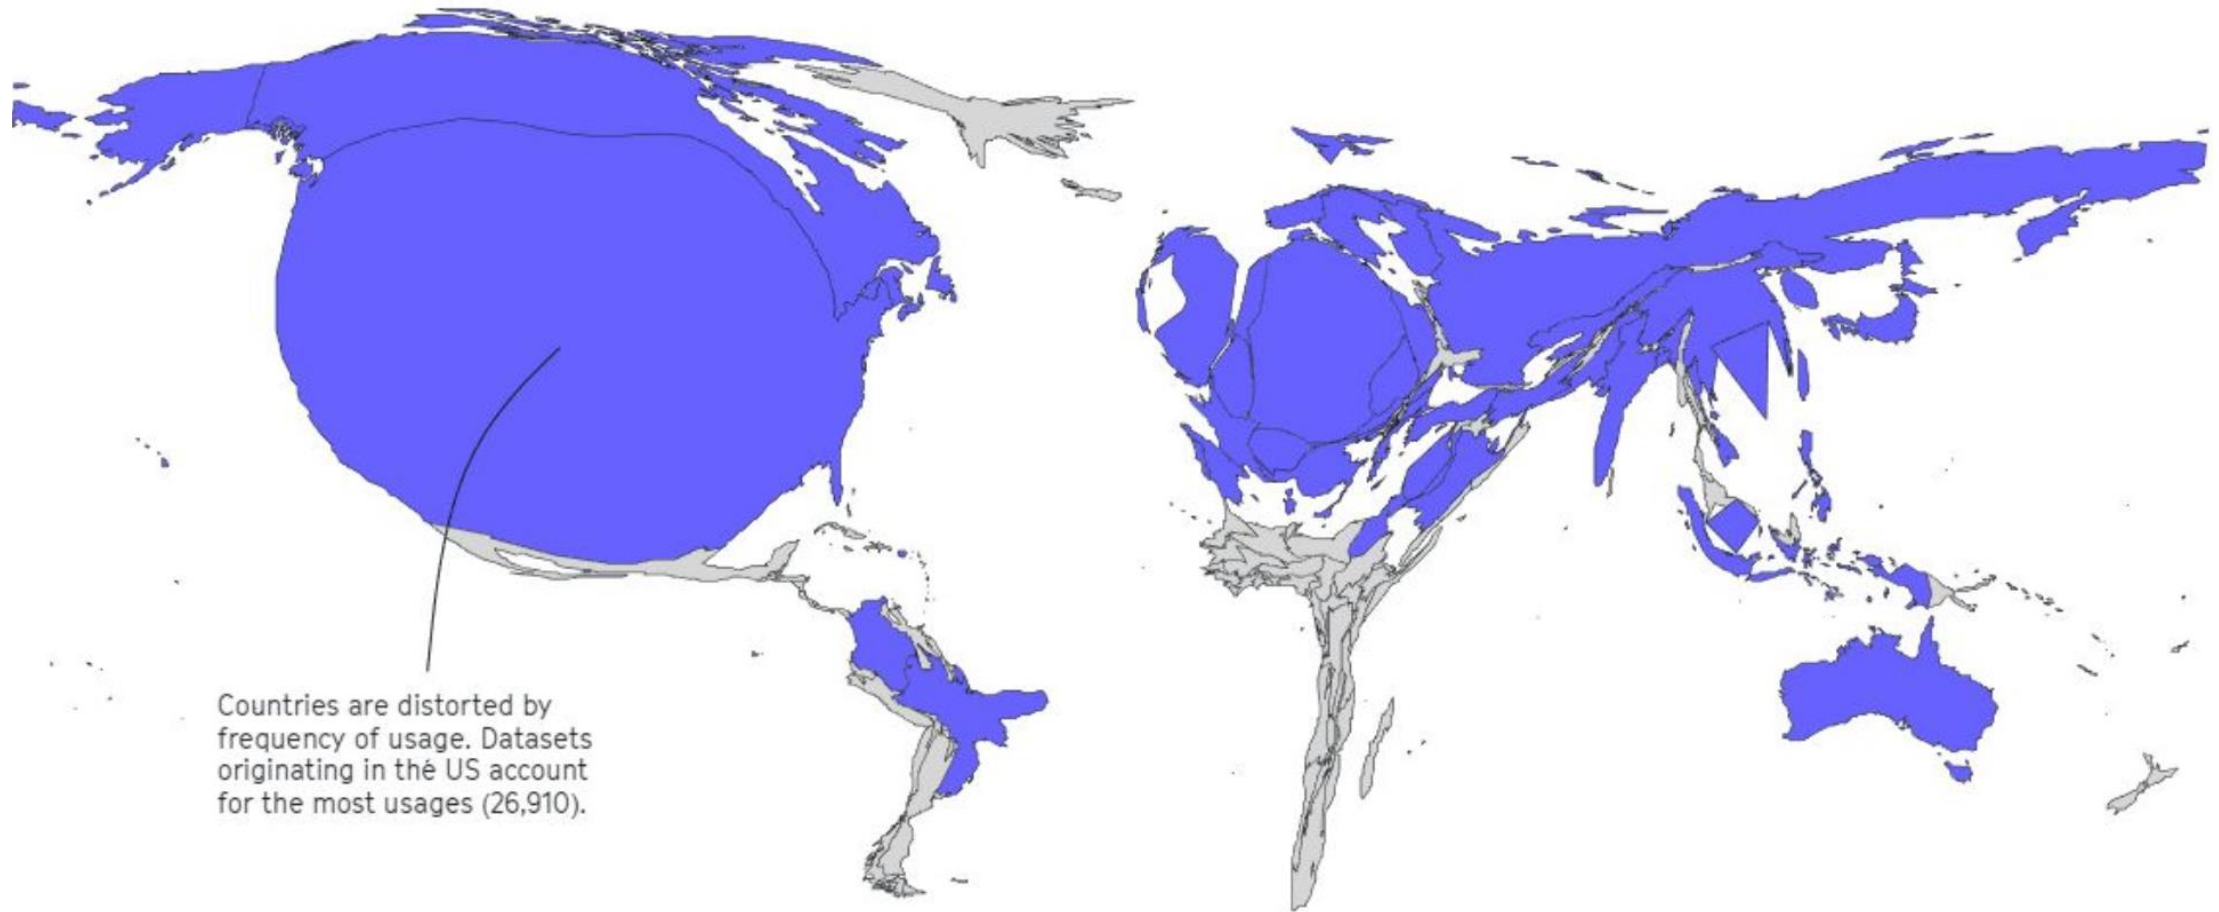 Countries are distorted by
frequency of usage. Datasets
originating in the US account
for the most usages (26,910).